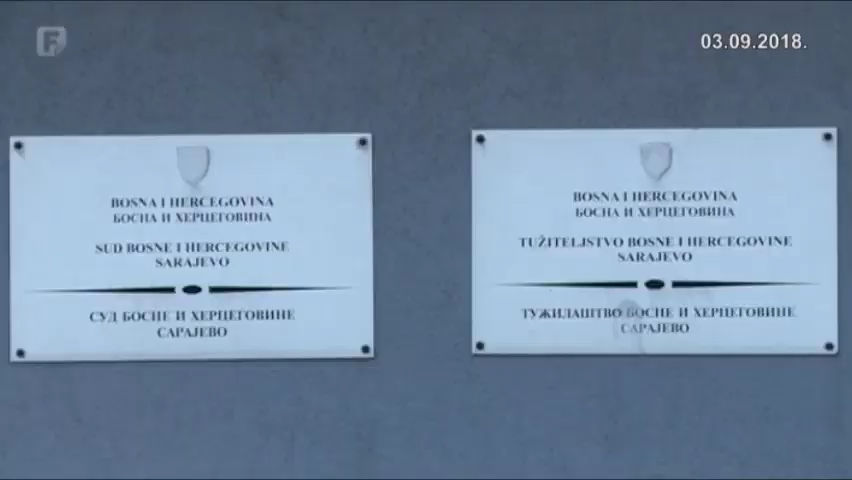 F
03.09.2018.
BOSNA I HERCEGOVINA
БОСНА И ХЕРЦЕГОВИНА
SUD BOSNE I HERCEGOVINE
SARAJEVO
СУД БОСНЕ И ХЕРЦЕГОВИНЕ
САРАЈЕВО
BOSNA I HERCEGOVINA
БОСНА И ХЕРЦЕГОВИНА
TUŽITELJSTVO BOSNE I HERCEGOVINE
SARAJEVO
ТУЖИЛАШТВО БОСНЕ И ХЕРЦЕГОВИНЕ
САРАЈЕВО